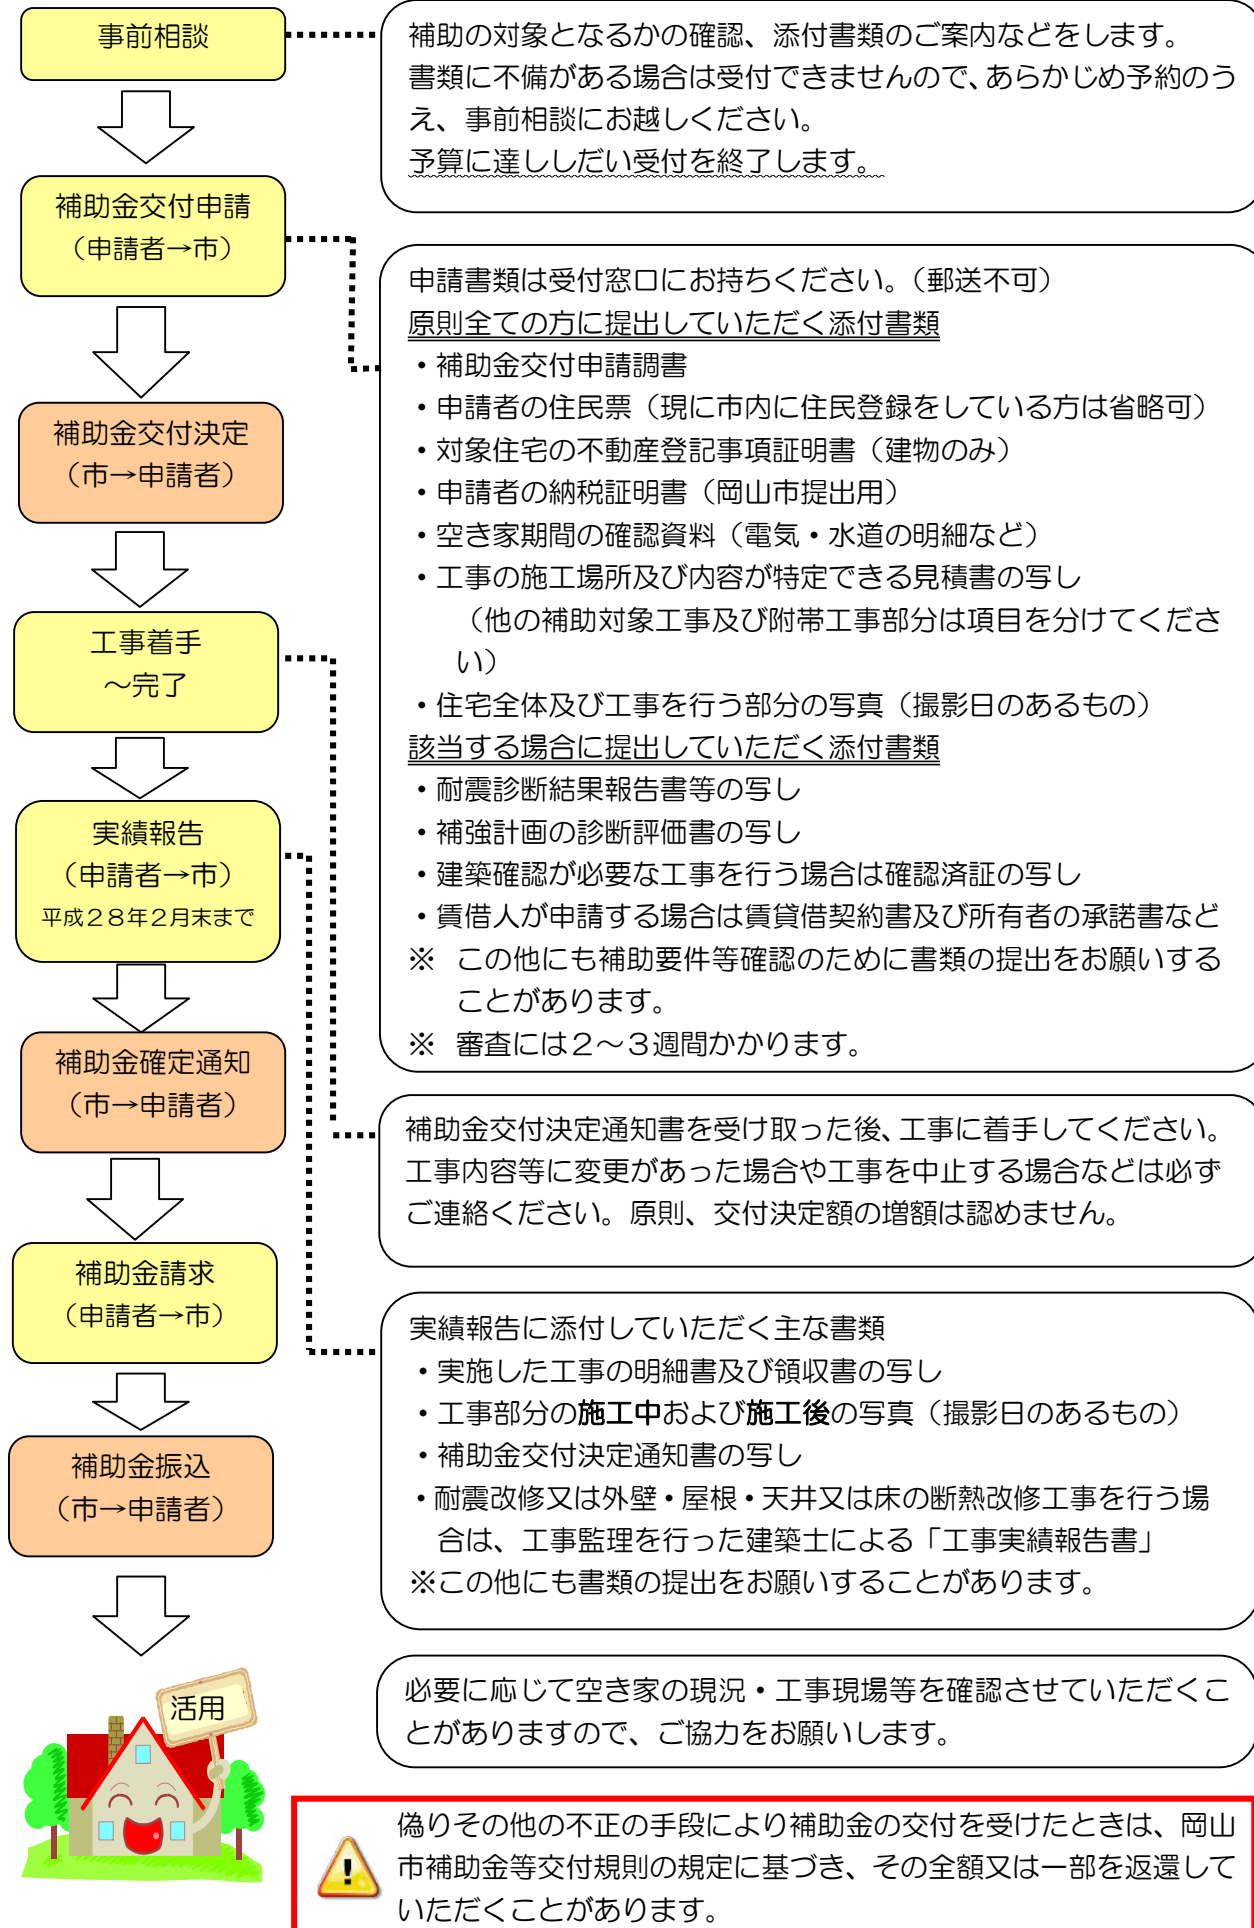 事前相談
補助の対象となるかの確認、添付書類のご案内などをします。
書類に不備がある場合は受付できませんので、あらかじめ予約のう
え、事前相談にお越しください。
予算に達ししだい受付を終了します。
補助金交付申請
（申請者→市）
申請書類は受付窓口にお持ちください。（郵送不可）
原則全ての方に提出していただく添付書類
・補助金交付申請調書
・申請者の住民票（現に市内に住民登録をしている方は省略可）
・対象住宅の不動産登記事項証明書（建物のみ）
・申請者の納税証明書（岡山市提出用）
・空き家期間の確認資料（電気・水道の明細など）
・工事の施工場所及び内容が特定できる見積書の写し
（他の補助対象工事及び附帯工事部分は項目を分けてくださ
い）
・住宅全体及び工事を行う部分の写真（撮影日のあるもの）
該当する場合に提出していただく添付書類
・耐震診断結果報告書等の写し
・補強計画の診断評価書の写し
・建築確認が必要な工事を行う場合は確認済証の写し
・賃借人が申請する場合は賃貸借契約書及び所有者の承諾書など
※　この他にも補助要件等確認のために書類の提出をお願いする
ことがあります。
※　審査には２～３週間かかります。
補助金交付決定
（市→申請者）
工事着手
～完了
補助金交付決定通知書を受け取った後、工事に着手してください。
工事内容等に変更があった場合や工事を中止する場合などは必ず
ご連絡ください。原則、交付決定額の増額は認めません。
実績報告
（申請者→市）
平成２８年２月末まで
実績報告に添付していただく主な書類
・実施した工事の明細書及び領収書の写し
・工事部分の施工中および施工後の写真（撮影日のあるもの）
・補助金交付決定通知書の写し
・耐震改修又は外壁・屋根・天井又は床の断熱改修工事を行う場
合は、工事監理を行った建築士による「工事実績報告書」
※この他にも書類の提出をお願いすることがあります。
補助金確定通知
（市→申請者）
補助金請求
（申請者→市）
補助金振込
（市→申請者）
必要に応じて空き家の現況・工事現場等を確認させていただくこ
とがありますので、ご協力をお願いします。
活用
偽りその他の不正の手段により補助金の交付を受けたときは、岡山
市補助金等交付規則の規定に基づき、その全額又は一部を返還して
いただくことがあります。